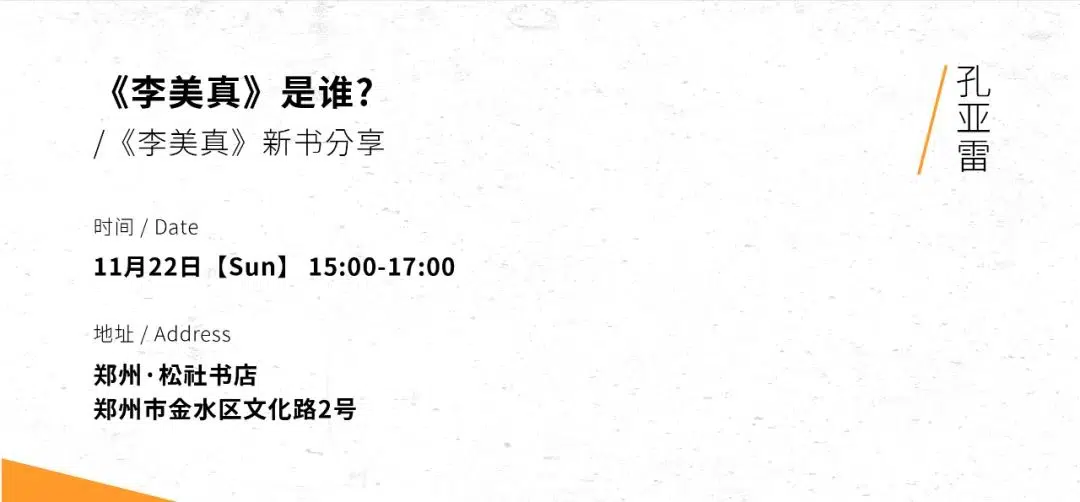 《李美真》是谁?
/《李美真》新书分享
孔亚雷
时间 / Date
11月22日【Sun】 15:00-17:00
地址 / Address
郑州·松社书店
郑州市金水区文化路2号